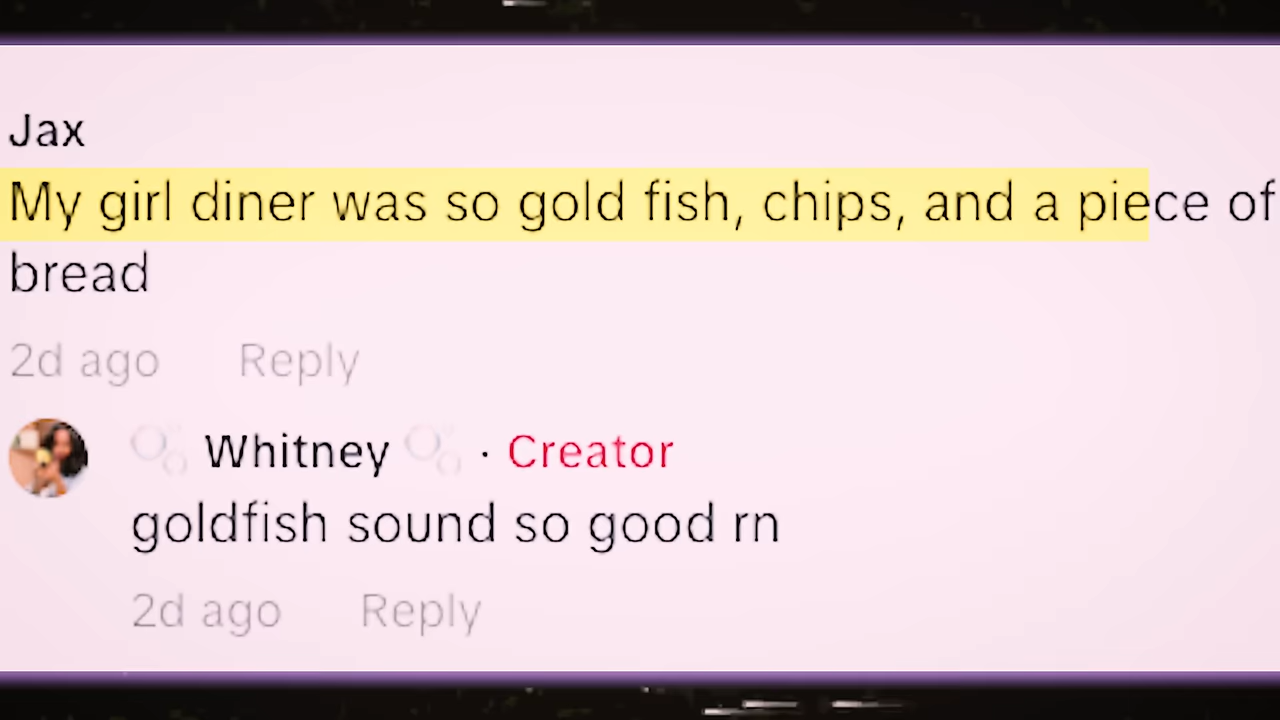 Jax
My girl diner was so gold fish, chips, and a piece of
bread
2d ago Reply
Whitney · Creator
goldfish sound so good rn
2d ago Reply